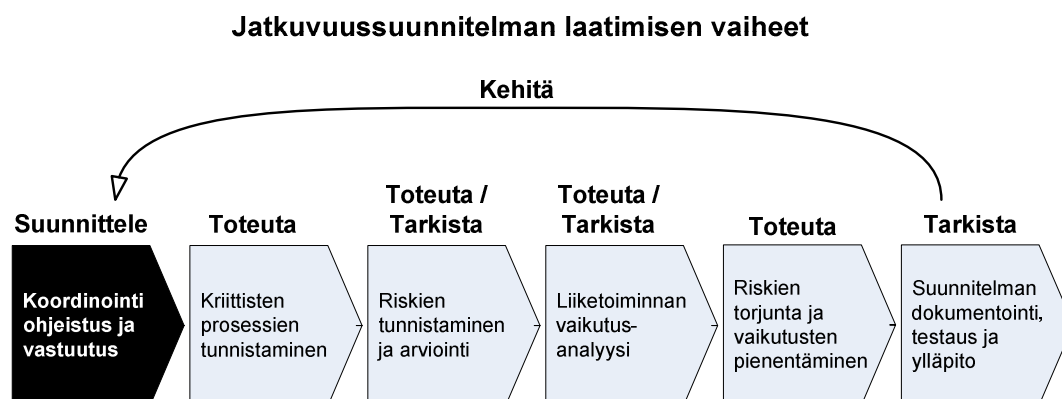 Jatkuvuussuunnitelman laatimisen vaiheet
Kehitä
Suunnittele
Toteuta
Toteuta /
Tarkista
Toteuta /
Tarkista
Toteuta
Tarkista
Koordinointi
ohjeistus ja
vastuutus
Kriittisten
prosessien
tunnistaminen
Riskien
tunnistaminen
ja arviointi
Liiketoiminnan
vaikutus-
analyysi
Riskien
torjunta ja
vaikutusten
pienentäminen
Suunnitelman
dokumentointi,
testaus ja
ylläpito